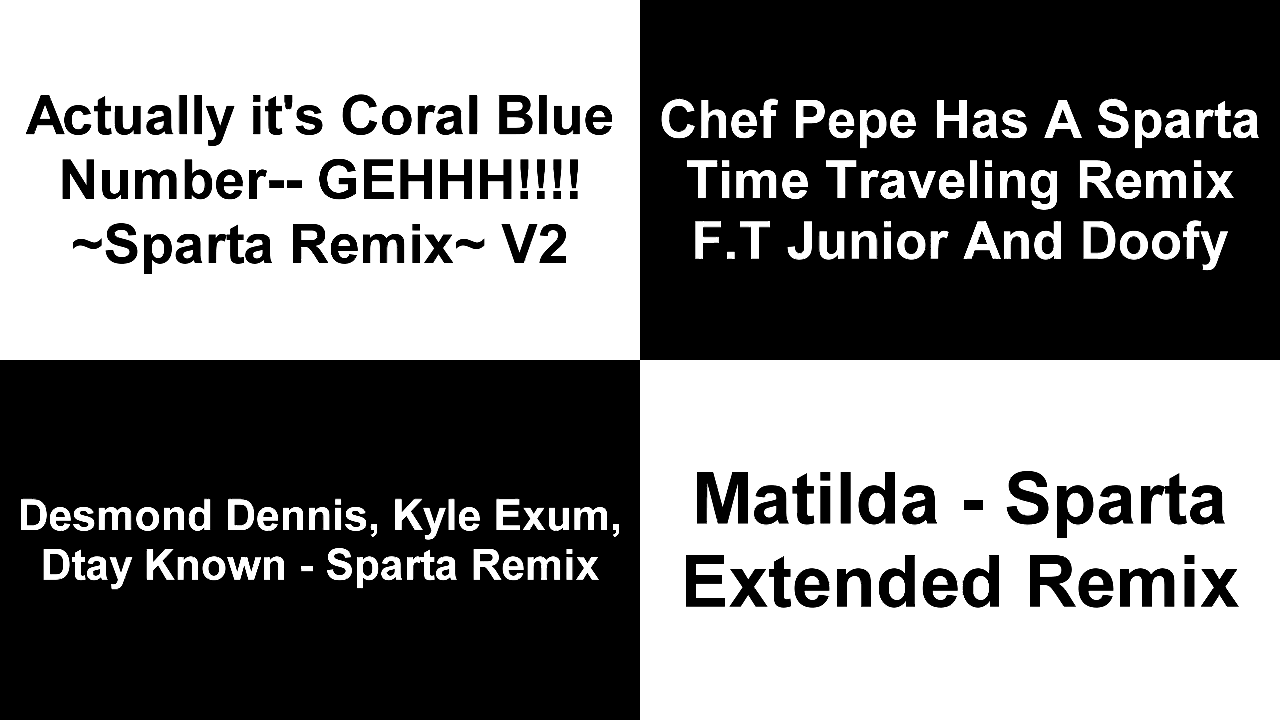 Actually it's Coral Blue
Number-- GEHHH!!!!
~Sparta Remix~ V2
Chef Pepe Has A Sparta
Time Traveling Remix
F.T Junior And Doofy
Desmond Dennis, Kyle Exum,
Dtay Known - Sparta Remix
Matilda - Sparta
Extended Remix